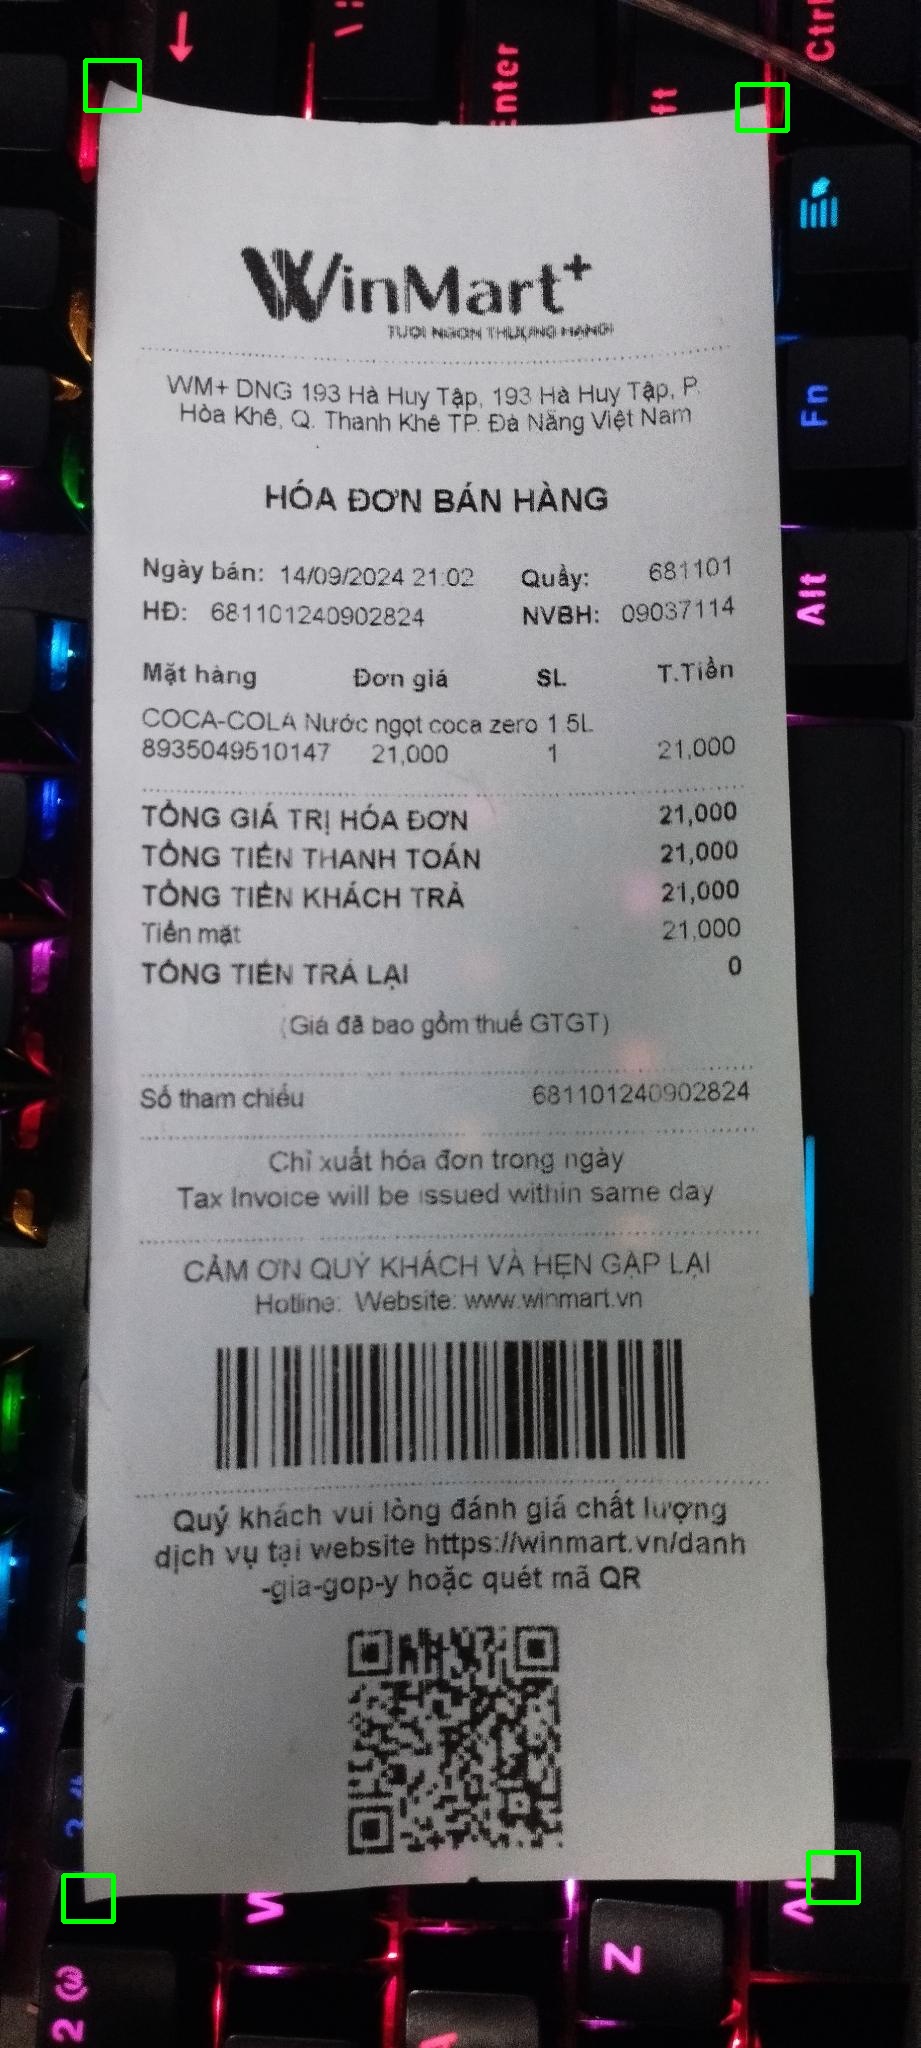 WinMart+
TƯƠI NGON THƯỢNG HẠNG!
WM+ DNG 193 Hà Huy Tập, 193 Hà Huy Tập, P.
Hòa Khê, Q. Thanh Khê TP. Đà Nẵng Việt Nam
HÓA ĐƠN BÁN HÀNG
Ngày bán: 14/09/2024 21:02 Quầy: 681101
HĐ: 681101240902824 NVBH: 09037114
Mặt hàng Đơn giá SL T.Tiền
COCA-COLA Nước ngọt coca zero 1.5L
8935049510147 21,000 1 21,000
TỔNG GIÁ TRỊ HÓA ĐƠN 21,000
TỔNG TIỀN THANH TOÁN 21,000
TỔNG TIỀN KHÁCH TRẢ 21,000
Tiền mặt 21,000
TỔNG TIỀN TRẢ LẠI 0
(Giá đã bao gồm thuế GTGT)
Số tham chiếu 681101240902824
Chỉ xuất hóa đơn trong ngày
Tax Invoice will be issued within same day
CẢM ƠN QUÝ KHÁCH VÀ HẸN GẶP LẠI
Hotline: Website: www.winmart.vn
Quý khách vui lòng đánh giá chất lượng
dịch vụ tại website https://winmart.vn/danh
-gia-gop-y hoặc quét mã QR
Enter
Ctrl
Fn
Alt
Z
2 @